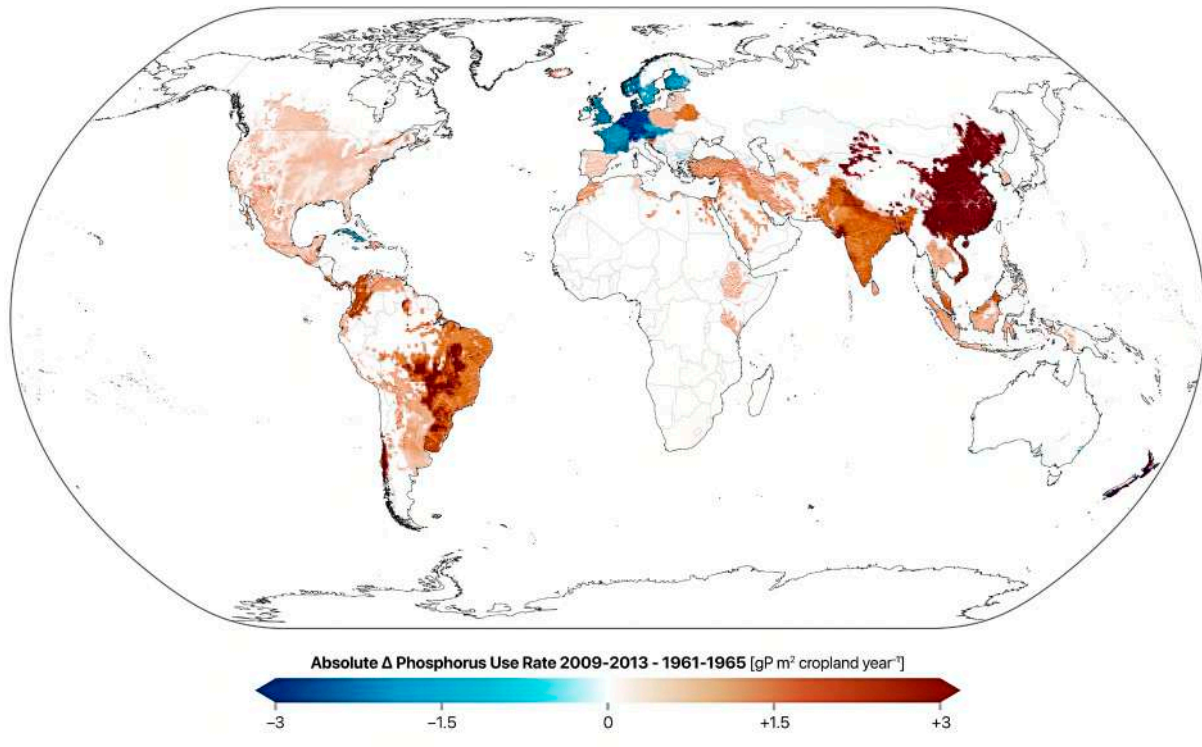 Absolute Δ Phosphorus Use Rate 2009-2013 - 1961-1965 [gP m² cropland year⁻¹]
−3 −1.5 0 +1.5 +3